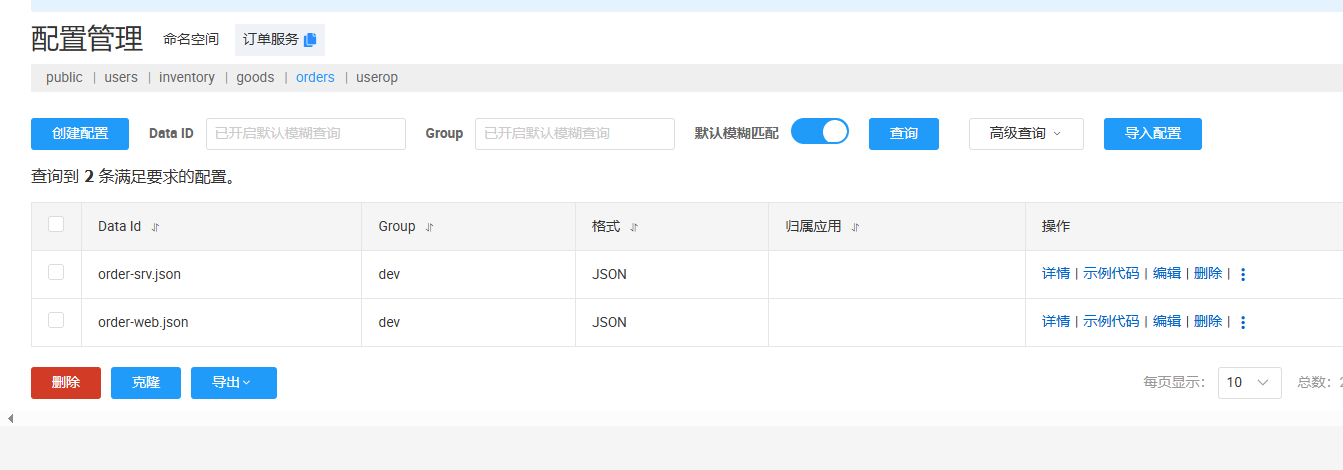 配置管理 命名空间 订单服务
public | users | inventory | goods | orders | userop
创建配置 Data ID 已开启默认模糊查询 Group 已开启默认模糊查询 默认模糊匹配 查询 高级查询 导入配置
查询到 2 条满足要求的配置。
Data Id Group 格式 归属应用 操作
order-srv.json dev JSON 详情 | 示例代码 | 编辑 | 删除 |
order-web.json dev JSON 详情 | 示例代码 | 编辑 | 删除 |
删除 克隆 导出 每页显示: 10 总数: